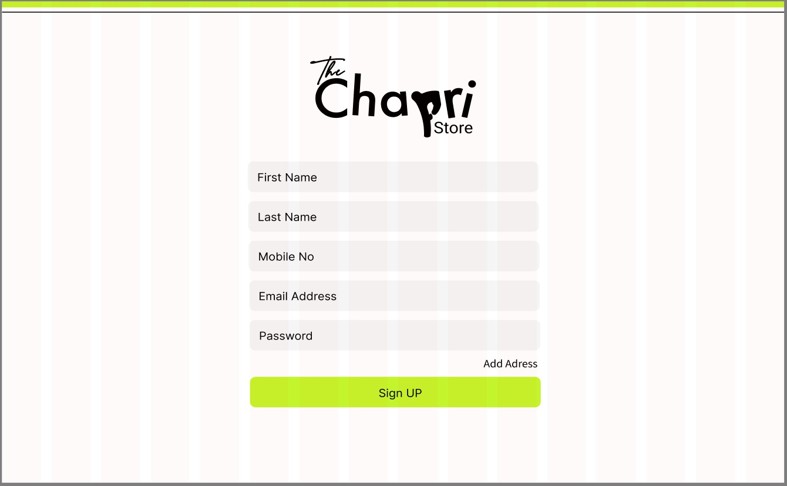 The
Chapri
Store
First Name
Last Name
Mobile No
Email Address
Password
Add Adress
Sign UP